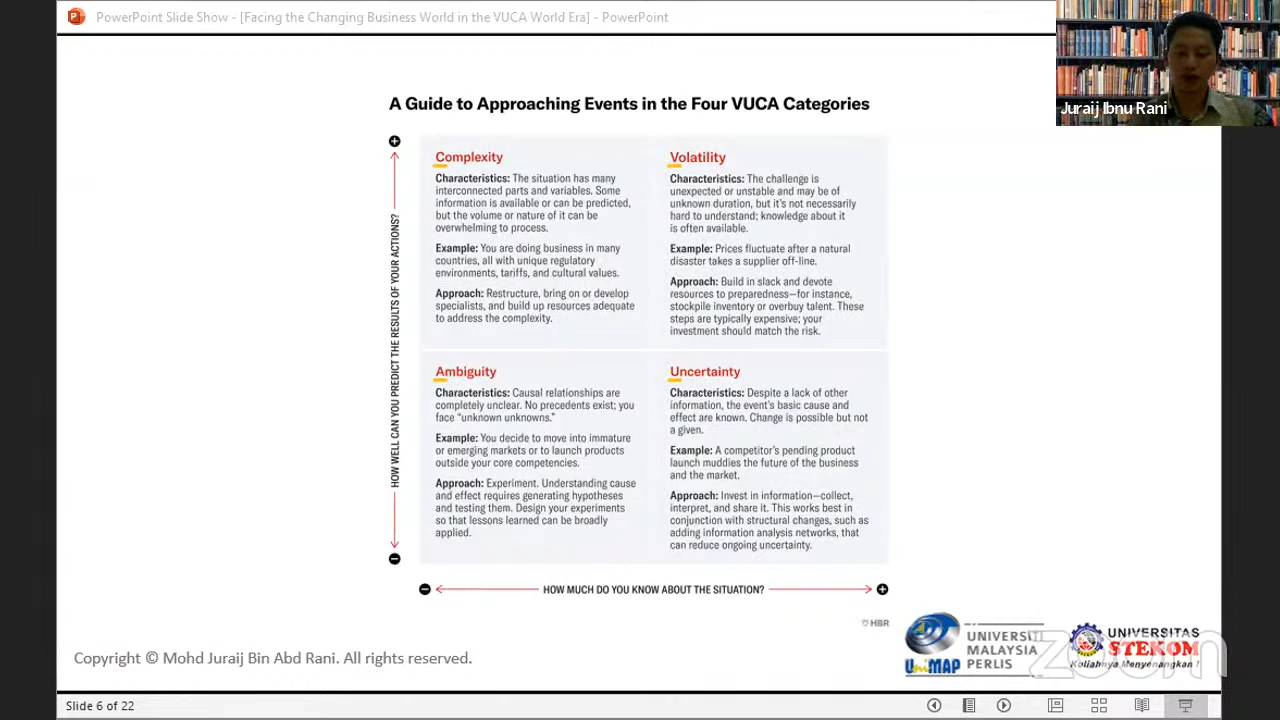 PowerPoint Slide Show - [Facing the Changing Business World in the VUCA World Era] - PowerPoint
Juraij Ibnu Rani
A Guide to Approaching Events in the Four VUCA Categories
HOW WELL CAN YOU PREDICT THE RESULTS OF YOUR ACTIONS?
Complexity
Characteristics: The situation has many
interconnected parts and variables. Some
information is available or can be predicted,
but the volume or nature of it can be
overwhelming to process.
Example: You are doing business in many
countries, all with unique regulatory
environments, tariffs, and cultural values.
Approach: Restructure, bring on or develop
specialists, and build up resources adequate
to address the complexity.
Volatility
Characteristics: The challenge is
unexpected or unstable and may be of
unknown duration, but it's not necessarily
hard to understand; knowledge about it
is often available.
Example: Prices fluctuate after a natural
disaster takes a supplier off-line.
Approach: Build in slack and devote
resources to preparedness—for instance,
stockpile inventory or overbuy talent. These
steps are typically expensive; your
investment should match the risk.
Ambiguity
Characteristics: Causal relationships are
completely unclear. No precedents exist; you
face “unknown unknowns.”
Example: You decide to move into immature
or emerging markets or to launch products
outside your core competencies.
Approach: Experiment. Understanding cause
and effect requires generating hypotheses
and testing them. Design your experiments
so that lessons learned can be broadly
applied.
Uncertainty
Characteristics: Despite a lack of other
information, the event's basic cause and
effect are known. Change is possible but not
a given.
Example: A competitor's pending product
launch muddies the future of the business
and the market.
Approach: Invest in information—collect,
interpret, and share it. This works best in
conjunction with structural changes, such as
adding information analysis networks, that
can reduce ongoing uncertainty.
HOW MUCH DO YOU KNOW ABOUT THE SITUATION?
HBR
UniMAP
UNIVERSITI
MALAYSIA
PERLIS
UNIVERSITAS
STEKOM
Kuliahnya Menyenangkan !
zoom
Copyright © Mohd Juraij Bin Abd Rani. All rights reserved.
Slide 6 of 22